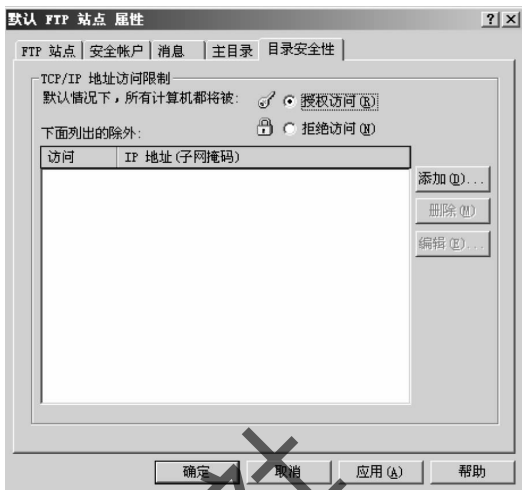 默认 FTP 站点 属性
FTP 站点 安全帐户 消息 主目录 目录安全性
TCP/IP 地址访问限制
默认情况下，所有计算机都将被: 授权访问(R)
拒绝访问(N)
下面列出的除外:
访问 IP 地址(子网掩码)
添加(D)...
删除(M)
编辑(E)...
确定 取消 应用(A) 帮助